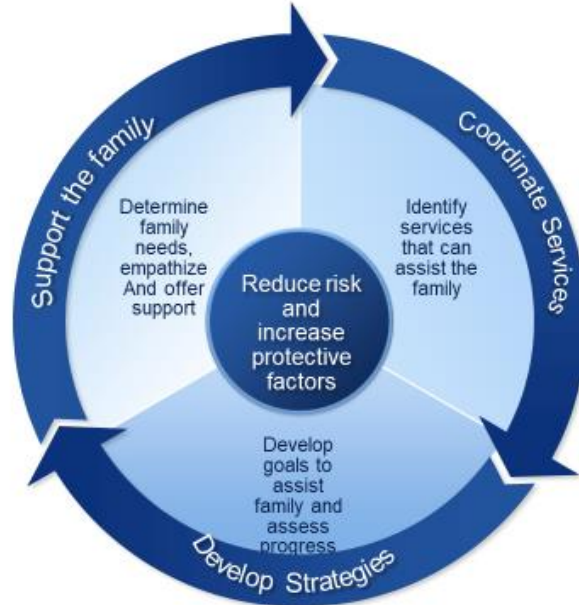 Support the family
Coordinate Services
Determine
family
needs,
empathize
And offer
support
Identify
services
that can
assist the
family
Reduce risk
and
increase
protective
factors
Develop
goals to
assist
family and
assess
progress
Develop Strategies